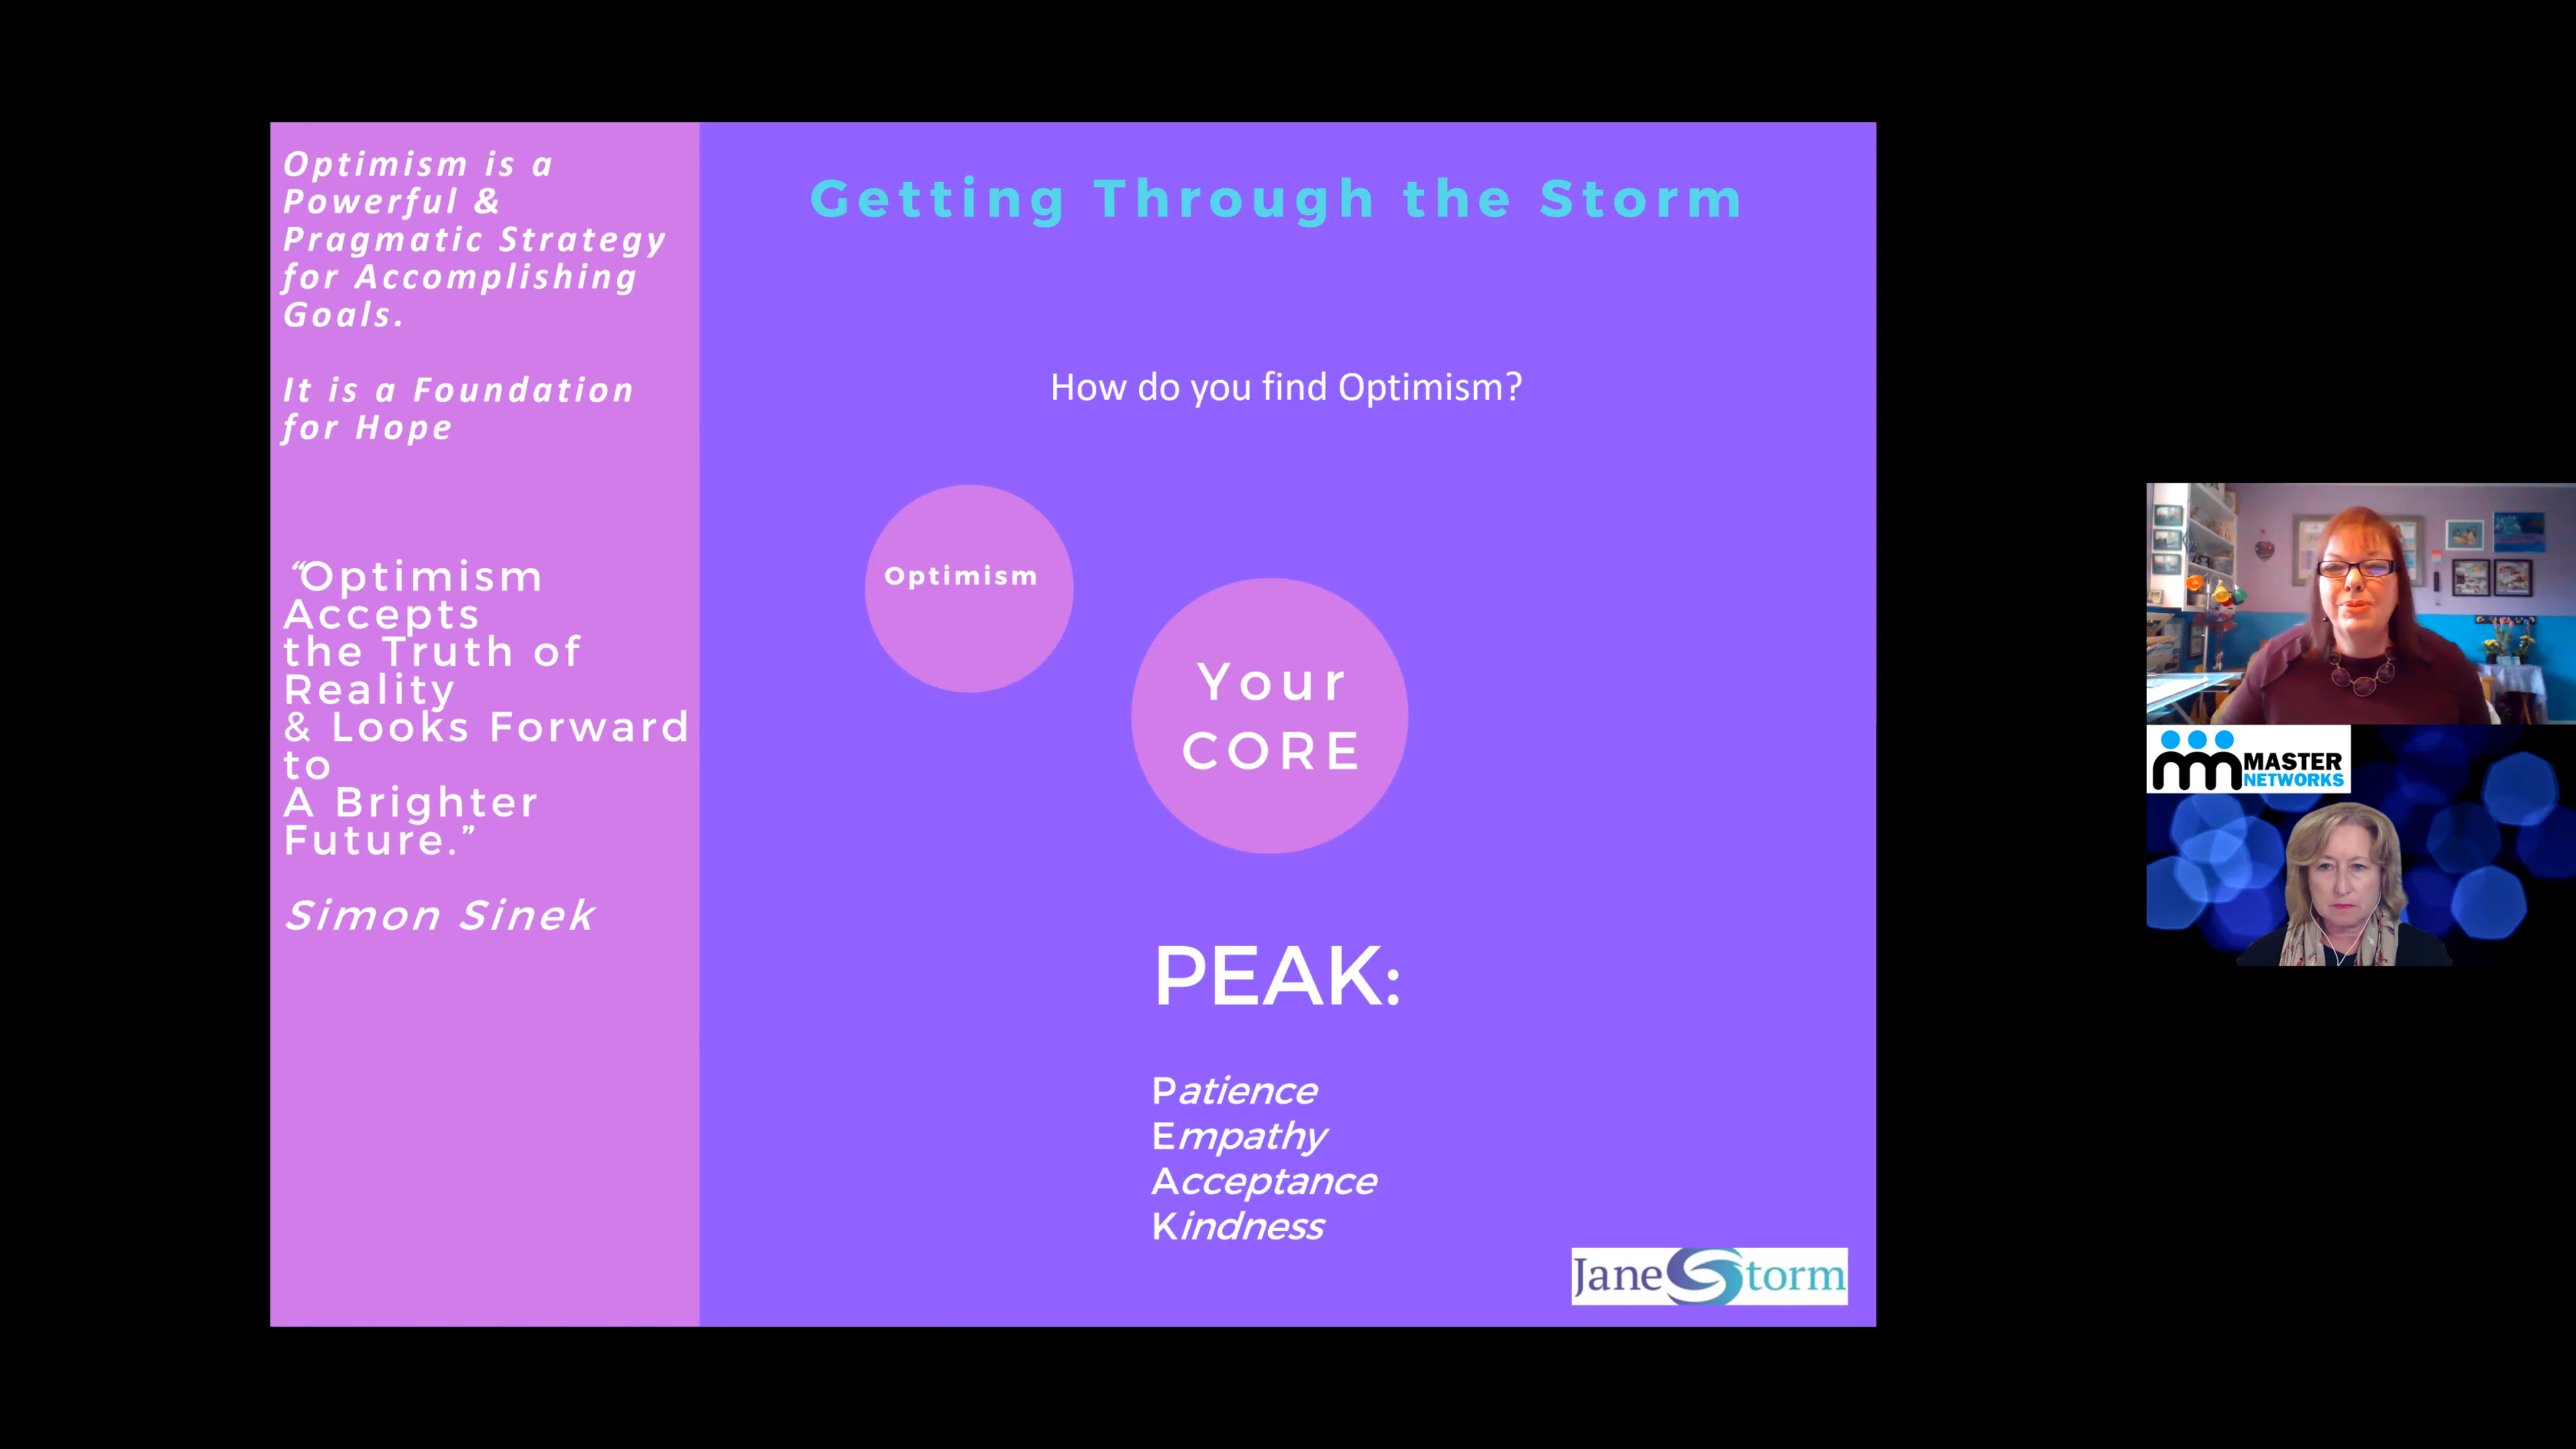 Optimism is a
Powerful &
Pragmatic Strategy
for Accomplishing
Goals.
It is a Foundation
for Hope
“Optimism
Accepts
the Truth of
Reality
& Looks Forward
to
A Brighter
Future.”
Simon Sinek
Getting Through the Storm
How do you find Optimism?
Optimism
Your
CORE
PEAK:
Patience
Empathy
Acceptance
Kindness
JaneStorm
MASTER
NETWORKS